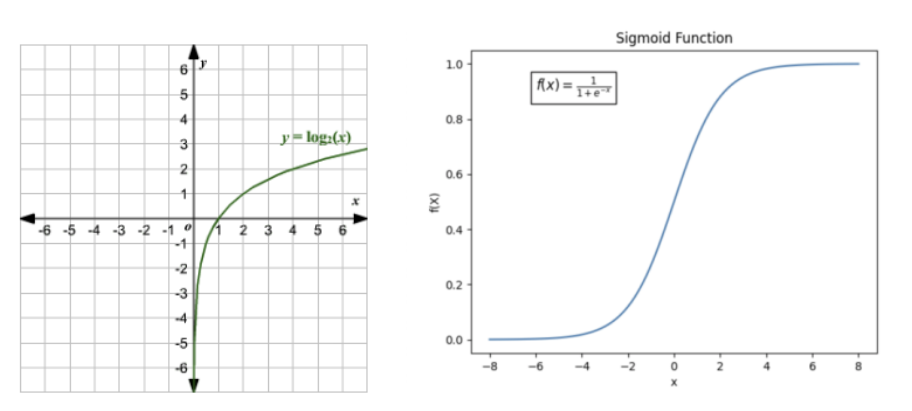 y
6
5
4
3
2
1
y = log₂(x)
x
-6 -5 -4 -3 -2 -1 o 1 2 3 4 5 6
-1
-2
-3
-4
-5
-6
Sigmoid Function
f(x) = 1/(1+e⁻ˣ)
f(x)
1.0
0.8
0.6
0.4
0.2
0.0
−8 −6 −4 −2 0 2 4 6 8
x